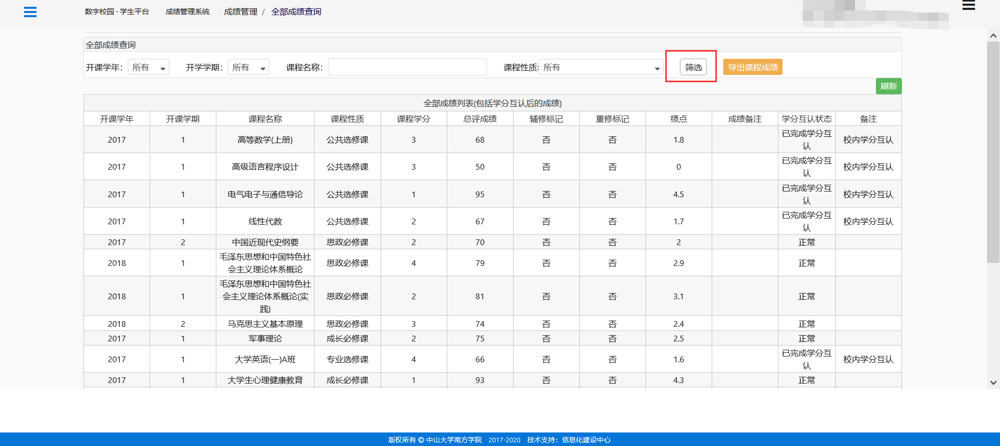 数字校园 - 学生平台 成绩管理系统 成绩管理 / 全部成绩查询
全部成绩查询
开课学年： 所有 开学学期： 所有 课程名称： 课程性质: 所有 筛选 导出课程成绩
刷新
全部成绩列表(包括学分互认后的成绩)
开课学年 开课学期 课程名称 课程性质 课程学分 总评成绩 辅修标记 重修标记 绩点 成绩备注 学分互认状态 备注
2017 1 高等数学(上册) 公共选修课 3 68 否 否 1.8 已完成学分互
认 校内学分互认
2017 1 高级语言程序设计 公共选修课 3 50 否 否 0 已完成学分互
认 校内学分互认
2017 1 电气电子与通信导论 公共选修课 1 95 否 否 4.5 已完成学分互
认 校内学分互认
2017 1 线性代数 公共选修课 2 67 否 否 1.7 已完成学分互
认 校内学分互认
2017 2 中国近现代史纲要 思政必修课 2 70 否 否 2 正常
2018 1 毛泽东思想和中国特色社
会主义理论体系概论 思政必修课 4 79 否 否 2.9 正常
2018 1 毛泽东思想和中国特色社
会主义理论体系概论(实
践) 思政必修课 2 81 否 否 3.1 正常
2018 2 马克思主义基本原理 思政必修课 3 74 否 否 2.4 正常
2017 1 军事理论 成长必修课 2 75 否 否 2.5 正常
2017 1 大学英语(一)A班 专业选修课 4 66 否 否 1.6 已完成学分互
认 校内学分互认
2017 1 大学生心理健康教育 成长必修课 1 93 否 否 4.3 正常
版权所有 © 中山大学南方学院 2017-2020 技术支持：信息化建设中心